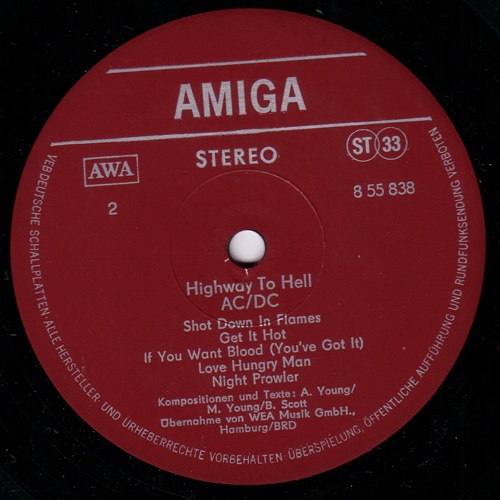 AMIGA
STEREO
ST 33
AWA
2
8 55 838
Highway To Hell
AC/DC
Shot Down In Flames
Get It Hot
If You Want Blood (You've Got It)
Love Hungry Man
Night Prowler
Kompositionen und Texte: A. Young/
M. Young/B. Scott
Übernahme von WEA Musik GmbH.,
Hamburg/BRD
VEB DEUTSCHE SCHALLPLATTEN · ALLE HERSTELLER- UND URHEBERRECHTE VORBEHALTEN · ÜBERSPIELUNG, ÖFFENTLICHE AUFFÜHRUNG UND RUNDFUNKSENDUNG VERBOTEN